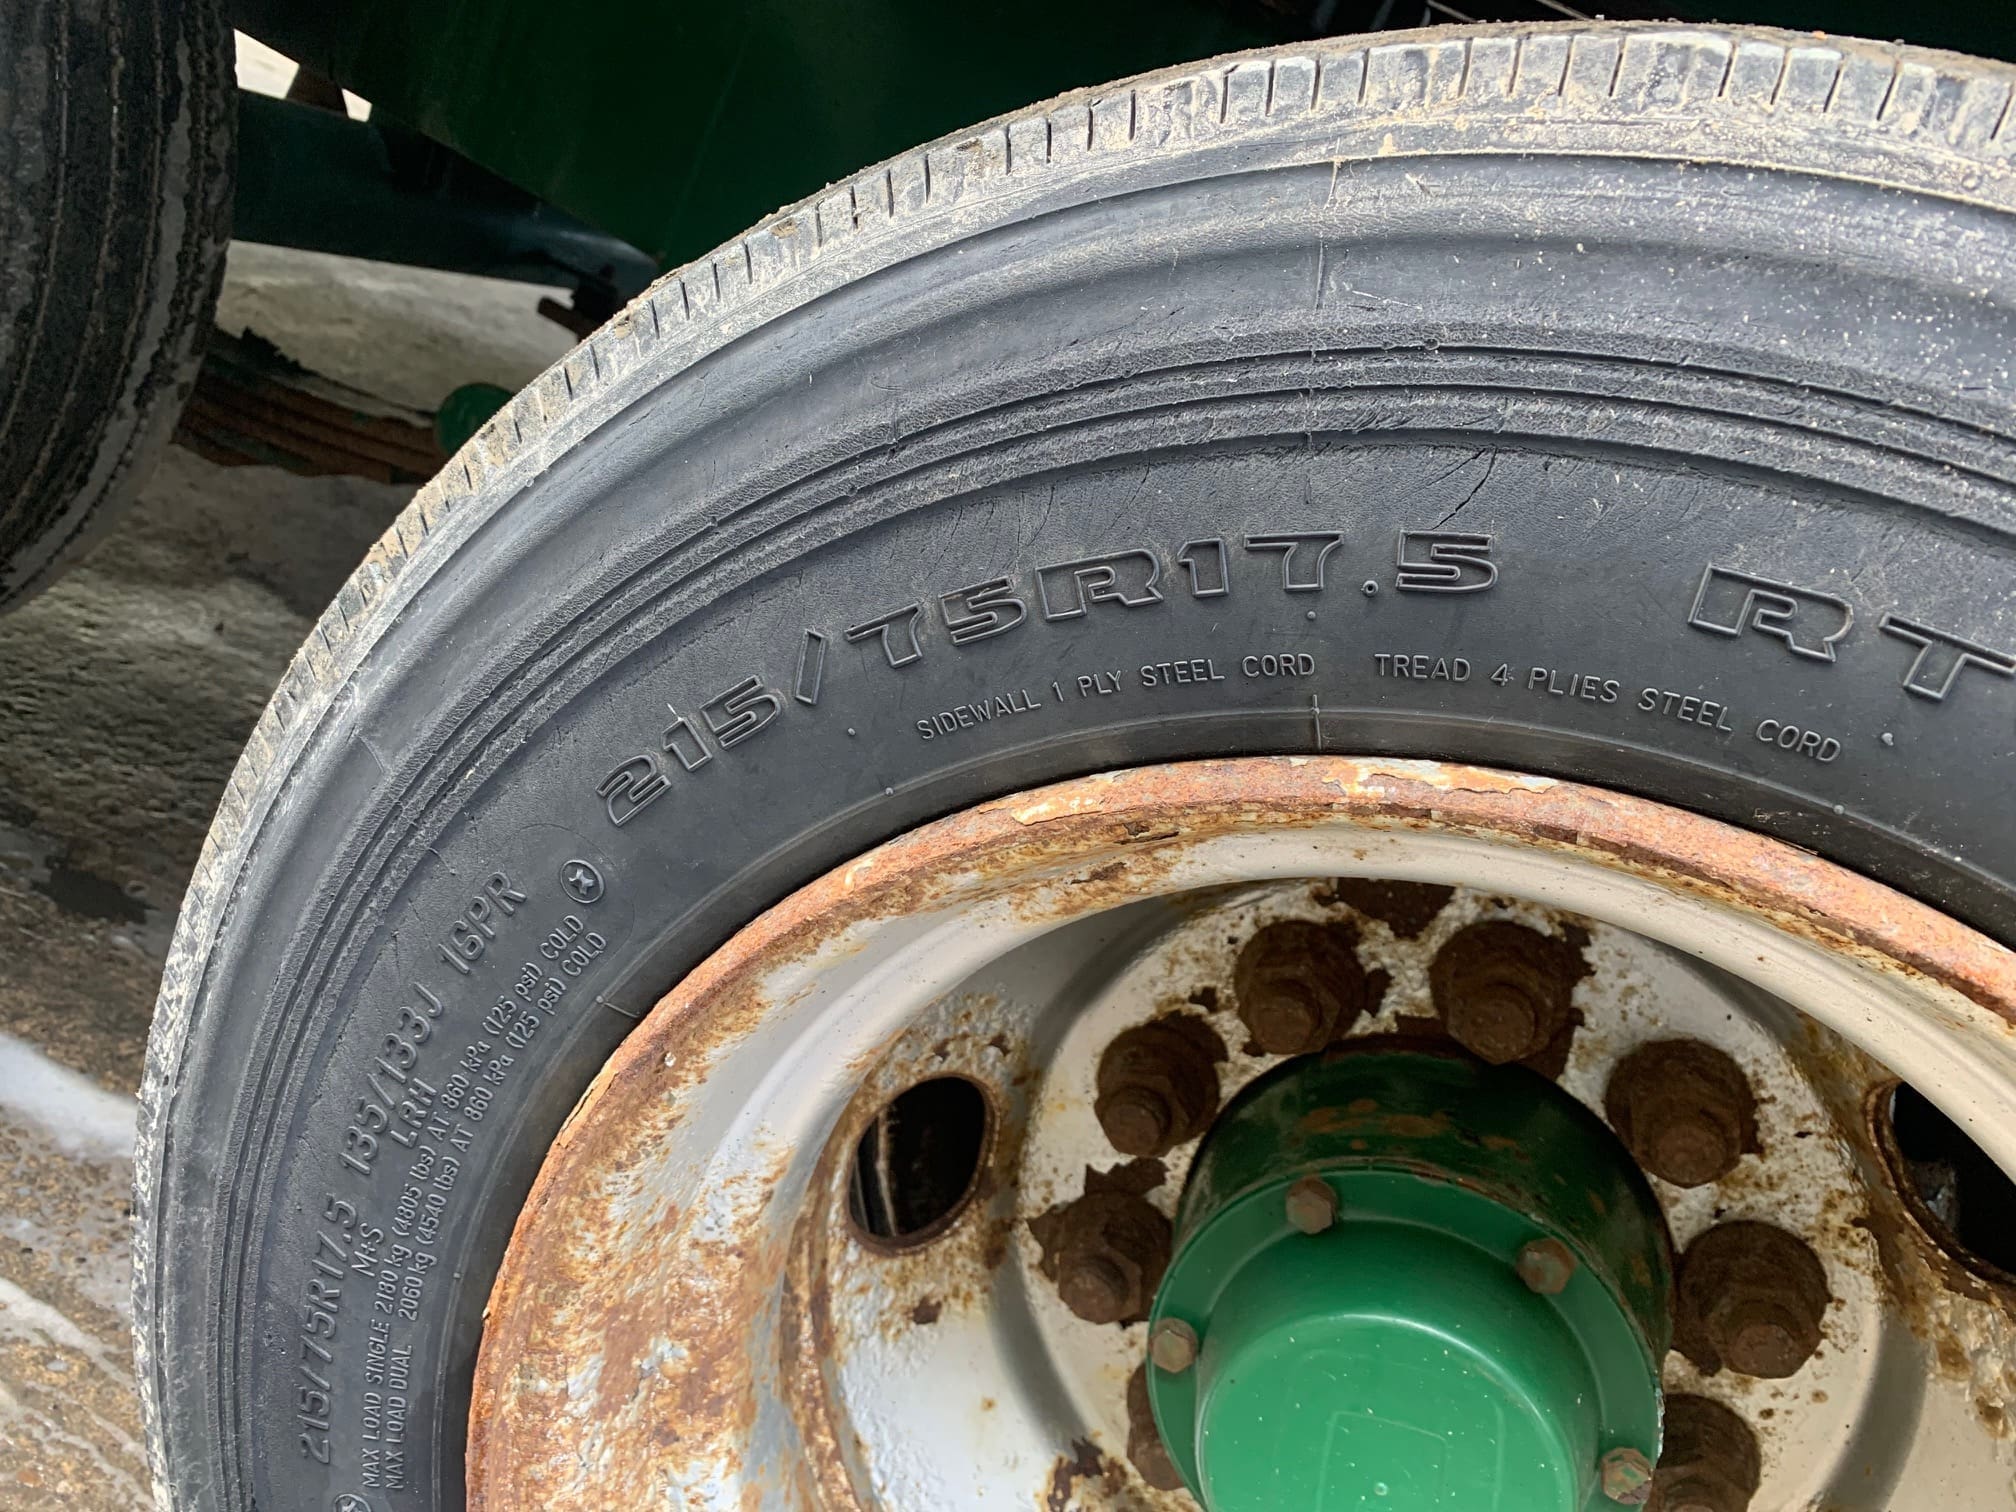 215/75R17.5 RT
SIDEWALL 1 PLY STEEL CORD TREAD 4 PLIES STEEL CORD
215/75R17.5 135/133J 16PR
M+S LRH
MAX LOAD SINGLE 2180 kg (4805 lbs) AT 860 kPa (125 psi) COLD
MAX LOAD DUAL 2060 kg (4540 lbs) AT 860 kPa (125 psi) COLD